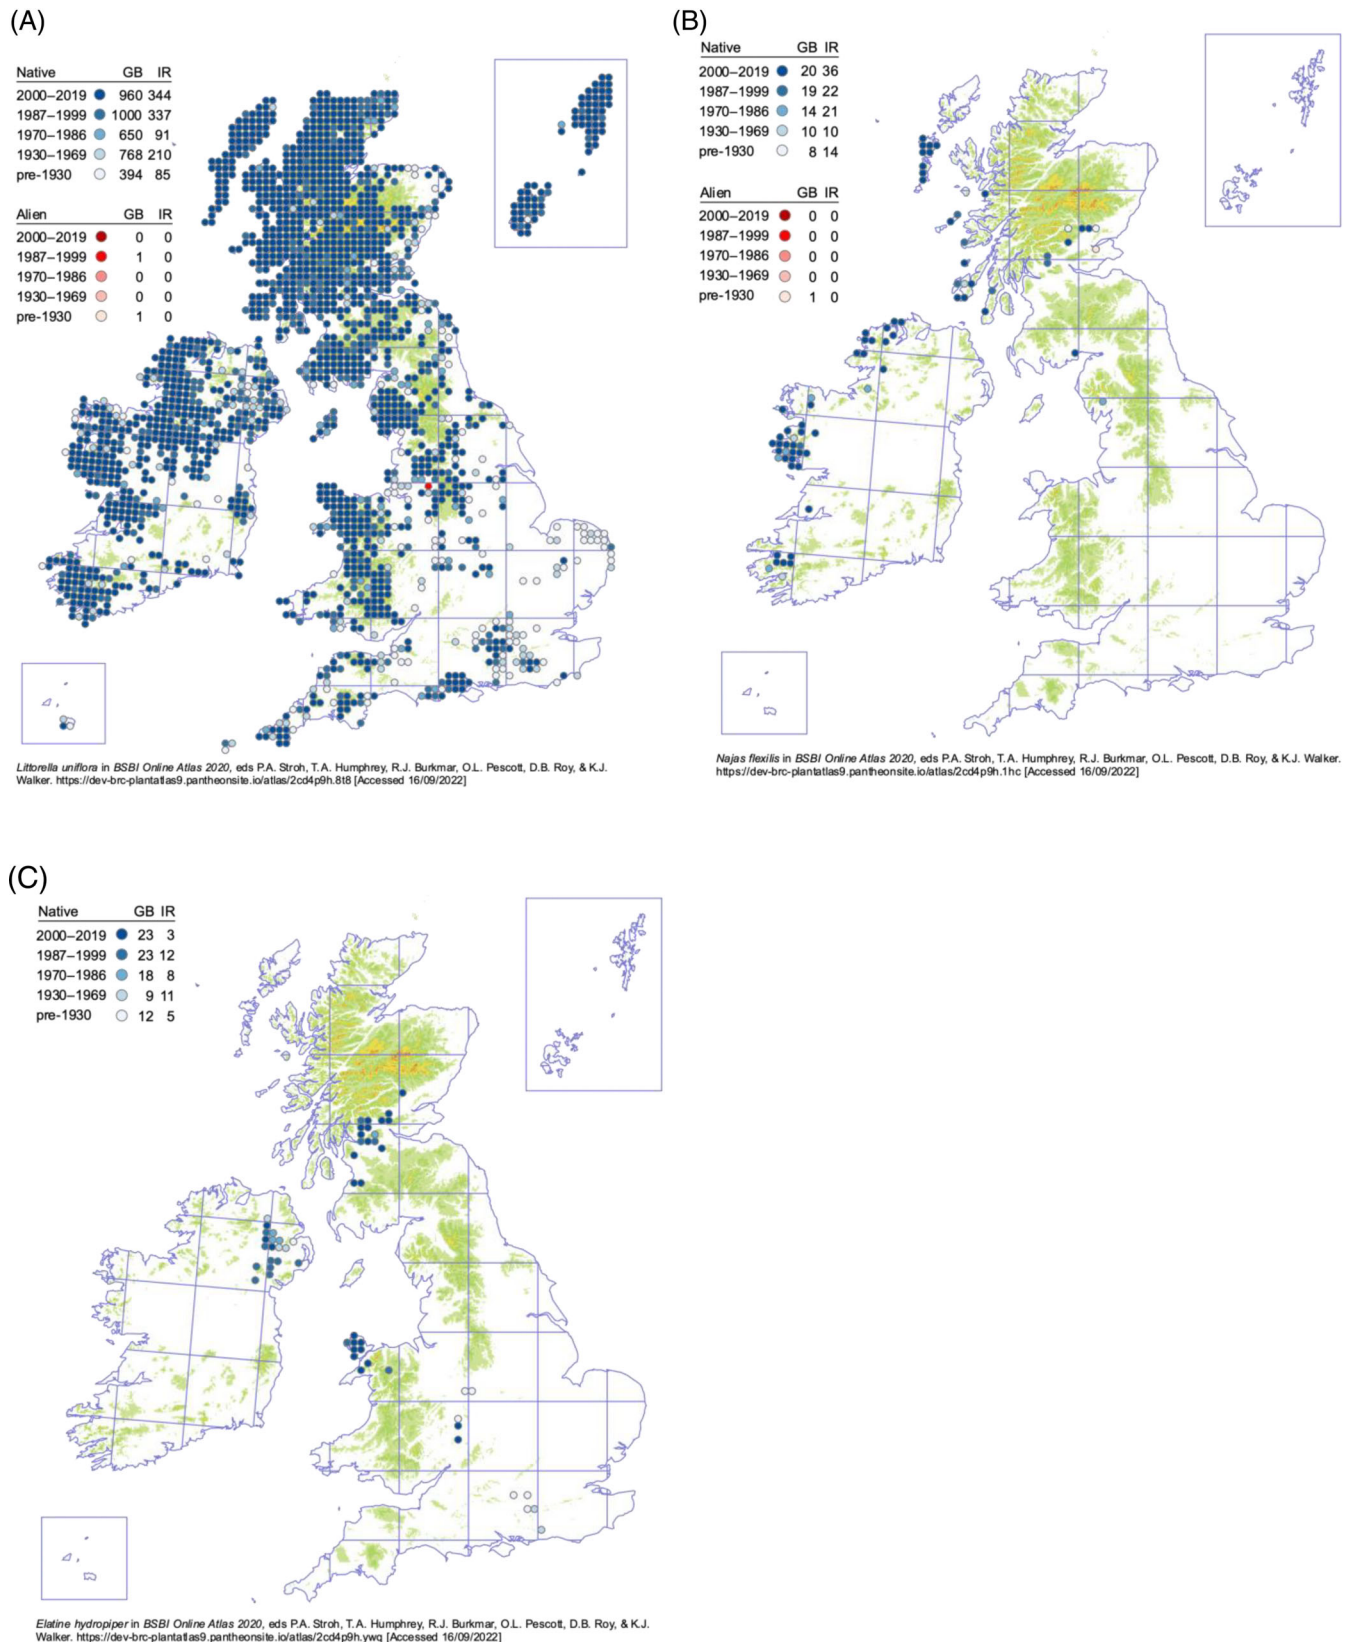 (A)
Native GB IR
2000–2019 960 344
1987–1999 1000 337
1970–1986 650 91
1930–1969 768 210
pre-1930 394 85
Alien GB IR
2000–2019 0 0
1987–1999 1 0
1970–1986 0 0
1930–1969 0 0
pre-1930 1 0
Littorella uniflora in BSBI Online Atlas 2020, eds P.A. Stroh, T.A. Humphrey, R.J. Burkmar, O.L. Pescott, D.B. Roy, & K.J.
Walker. https://dev-brc-plantatlas9.pantheonsite.io/atlas/2cd4p9h.8t8 [Accessed 16/09/2022]
(B)
Native GB IR
2000–2019 20 36
1987–1999 19 22
1970–1986 14 21
1930–1969 10 10
pre-1930 8 14
Alien GB IR
2000–2019 0 0
1987–1999 0 0
1970–1986 0 0
1930–1969 0 0
pre-1930 1 0
Najas flexilis in BSBI Online Atlas 2020, eds P.A. Stroh, T.A. Humphrey, R.J. Burkmar, O.L. Pescott, D.B. Roy, & K.J. Walker.
https://dev-brc-plantatlas9.pantheonsite.io/atlas/2cd4p9h.1hc [Accessed 16/09/2022]
(C)
Native GB IR
2000–2019 23 3
1987–1999 23 12
1970–1986 18 8
1930–1969 9 11
pre-1930 12 5
Elatine hydropiper in BSBI Online Atlas 2020, eds P.A. Stroh, T.A. Humphrey, R.J. Burkmar, O.L. Pescott, D.B. Roy, & K.J.
Walker. https://dev-brc-plantatlas9.pantheonsite.io/atlas/2cd4p9h.ywq [Accessed 16/09/2022]